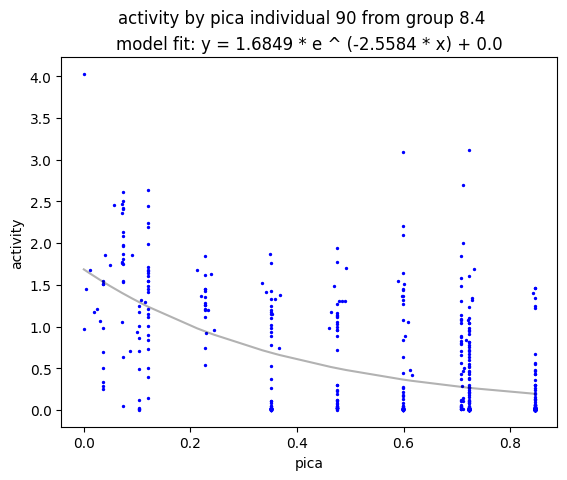 activity by pica individual 90 from group 8.4
model fit: y = 1.6849 * e ^ (-2.5584 * x) + 0.0
4.0
3.5
3.0
2.5
2.0
1.5
1.0
0.5
0.0
activity
0.0 0.2 0.4 0.6 0.8
pica